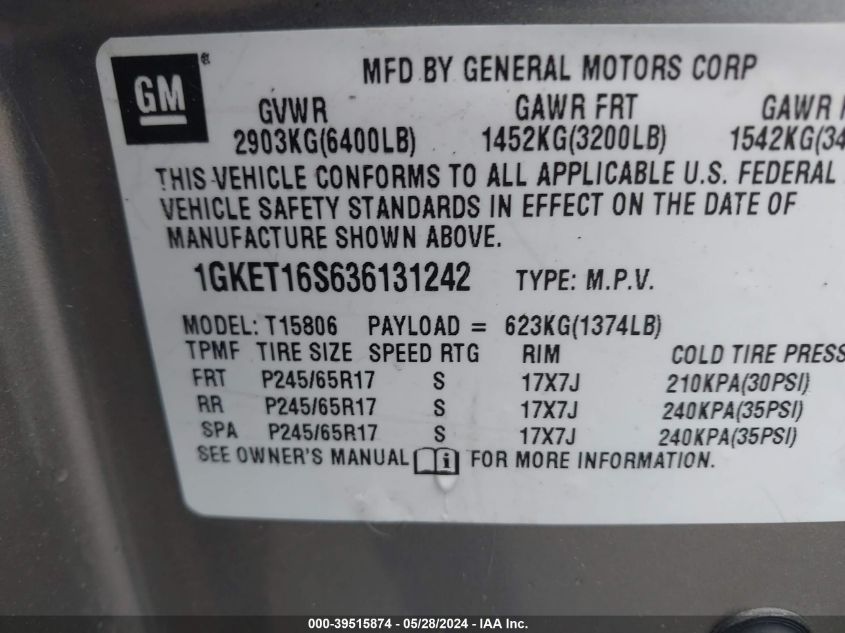 GM®
MFD BY GENERAL MOTORS CORP
GVWR GAWR FRT GAWR
2903KG(6400LB) 1452KG(3200LB) 1542KG(34
THIS VEHICLE CONFORMS TO ALL APPLICABLE U.S. FEDERAL
VEHICLE SAFETY STANDARDS IN EFFECT ON THE DATE OF
MANUFACTURE SHOWN ABOVE.
1GKET16S636131242 TYPE: M.P.V.
MODEL: T15806 PAYLOAD = 623KG(1374LB)
TPMF TIRE SIZE SPEED RTG RIM COLD TIRE PRESS
FRT P245/65R17 S 17X7J 210KPA(30PSI)
RR P245/65R17 S 17X7J 240KPA(35PSI)
SPA P245/65R17 S 17X7J 240KPA(35PSI)
SEE OWNER'S MANUAL i FOR MORE INFORMATION.
000-39515874 - 05/28/2024 - IAA Inc.